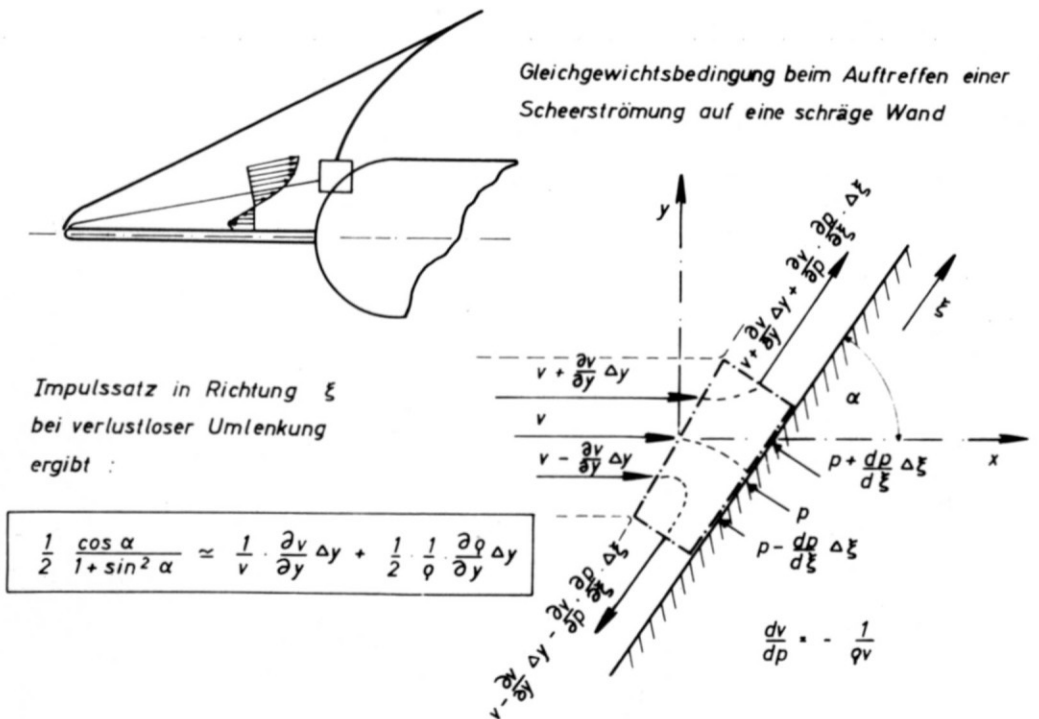 Gleichgewichtsbedingung beim Auftreffen einer
Scheerströmung auf eine schräge Wand
Impulssatz in Richtung ξ
bei verlustloser Umlenkung
ergibt :
1/2 · cos α / (1 + sin² α) ≃ 1/v · ∂v/∂y Δy + 1/2 · 1/ϱ · ∂ϱ/∂y Δy
y
v + ∂v/∂y Δy + ∂v/∂p · ∂p/∂ξ · Δξ
ξ
v + ∂v/∂y Δy
α
v
x
v - ∂v/∂y Δy
p + dp/dξ Δξ
p
p - dp/dξ Δξ
v - ∂v/∂y Δy - ∂v/∂p · ∂p/∂ξ · Δξ
dv/dp = - 1/ϱv